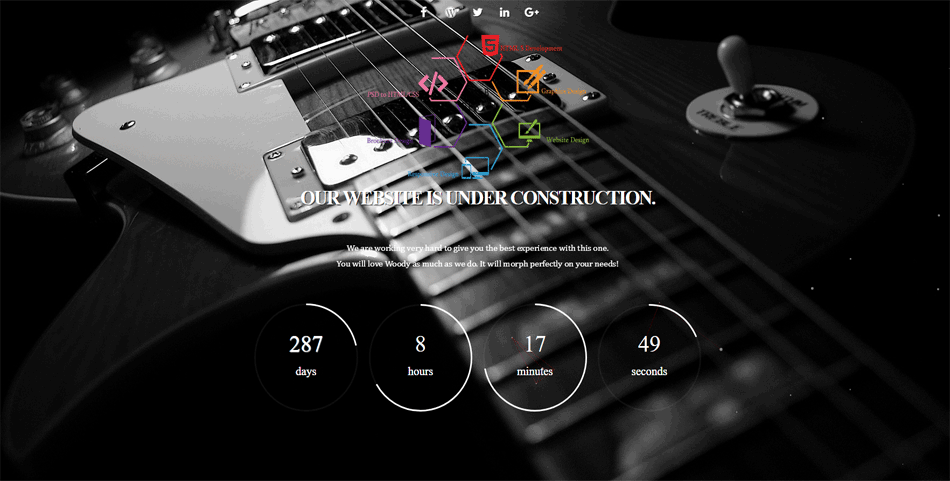 Development
PSD to HTML/CSS
Graphics Design
Website Design
OUR WEBSITE IS UNDER CONSTRUCTION.
We are working very hard to give you the best experience with this one.
You will love Woody as much as we do. It will morph perfectly on your needs!
287
8
17
49
days
hours
minutes
seconds
TREBLE